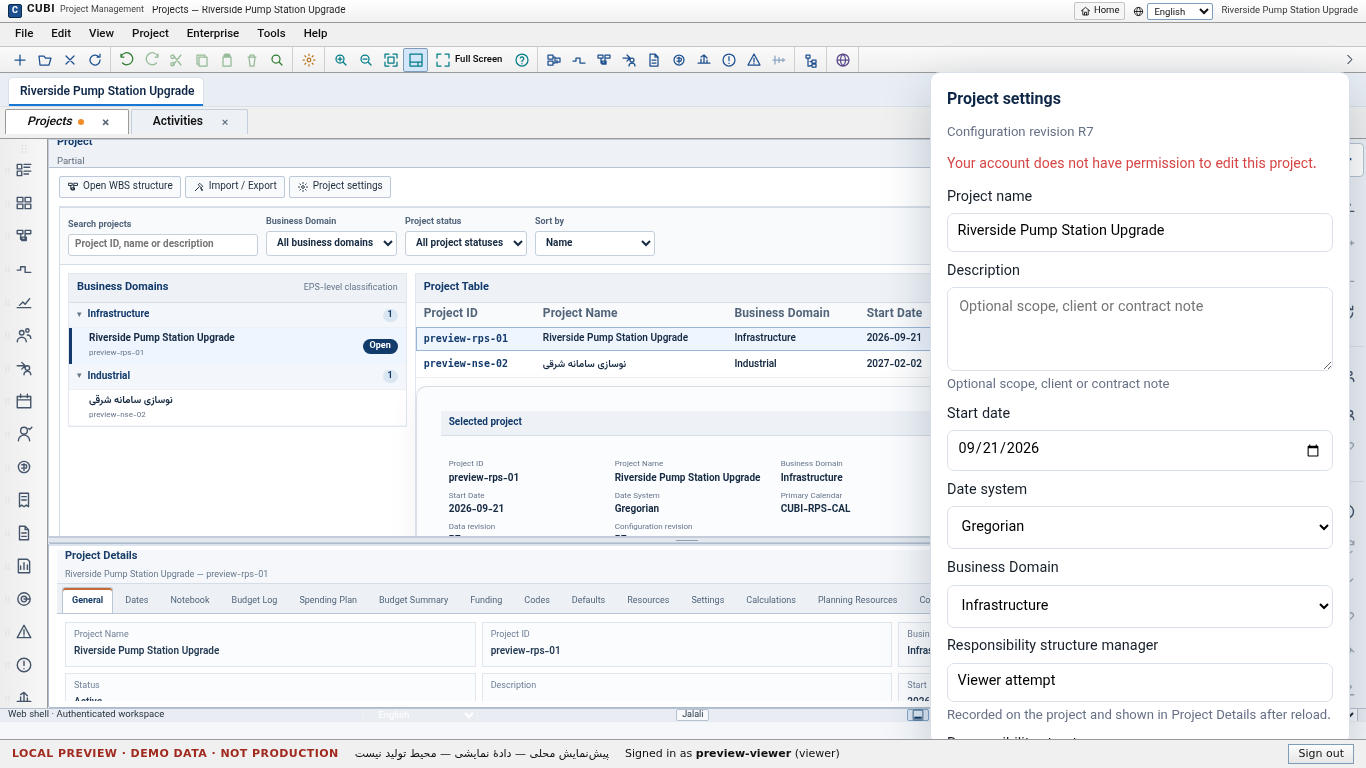 CUBI Project Management Projects — Riverside Pump Station Upgrade
Home English Riverside Pump Station Upgrade
File Edit View Project Enterprise Tools Help
Full Screen
Riverside Pump Station Upgrade
Projects × Activities ×
Project
Partial
Open WBS structure Import / Export Project settings
Search projects Business Domain Project status Sort by
Project ID, name or description All business domains All project statuses Name
Business Domains EPS-level classification
Infrastructure 1
Riverside Pump Station Upgrade
preview-rps-01
Open
Industrial 1
نوسازی سامانه شرقی
preview-nse-02
Project Table
Project ID Project Name Business Domain Start Date
preview-rps-01 Riverside Pump Station Upgrade Infrastructure 2026-09-21
preview-nse-02 نوسازی سامانه شرقی Industrial 2027-02-02
Selected project
Project ID Project Name Business Domain
preview-rps-01 Riverside Pump Station Upgrade Infrastructure
Start Date Date System Primary Calendar
2026-09-21 Gregorian CUBI-RPS-CAL
Data revision Configuration revision
Project Details
Riverside Pump Station Upgrade — preview-rps-01
General Dates Notebook Budget Log Spending Plan Budget Summary Funding Codes Defaults Resources Settings Calculations Planning Resources
Project Name Project ID
Riverside Pump Station Upgrade preview-rps-01
Status Description Start
Active
Web shell · Authenticated workspace English Jalali
Project settings
Configuration revision R7
Your account does not have permission to edit this project.
Project name
Riverside Pump Station Upgrade
Description
Optional scope, client or contract note
Optional scope, client or contract note
Start date
09/21/2026
Date system
Gregorian
Business Domain
Infrastructure
Responsibility structure manager
Viewer attempt
Recorded on the project and shown in Project Details after reload.
LOCAL PREVIEW · DEMO DATA · NOT PRODUCTION پیش‌نمایش محلی — دادهٔ نمایشی — محیط تولید نیست Signed in as preview-viewer (viewer) Sign out